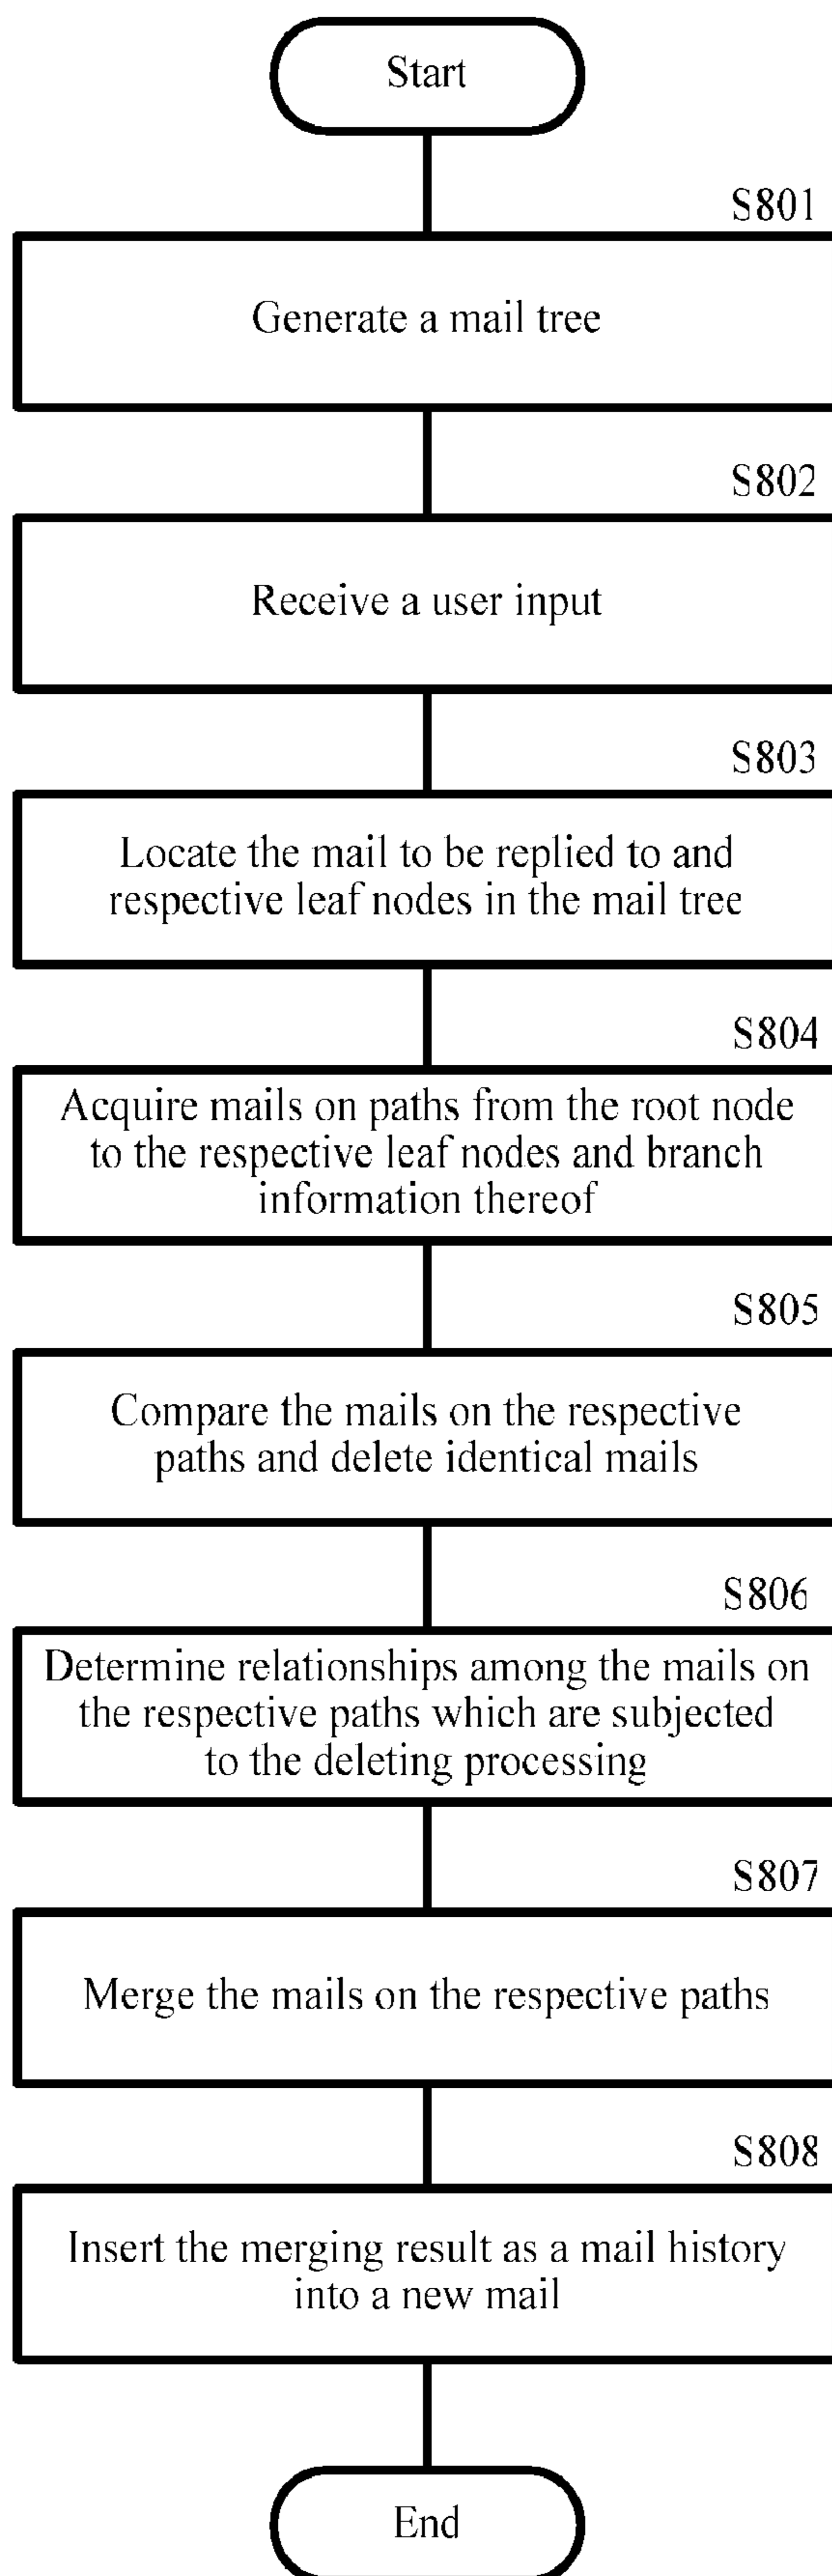 Start
S801
Generate a mail tree
S802
Receive a user input
S803
Locate the mail to be replied to and
respective leaf nodes in the mail tree
S804
Acquire mails on paths from the root node
to the respective leaf nodes and branch
information thereof
S805
Compare the mails on the respective
paths and delete identical mails
S806
Determine relationships among the mails on
the respective paths which are subjected
to the deleting processing
S807
Merge the mails on the respective paths
S808
Insert the merging result as a mail history
into a new mail
End